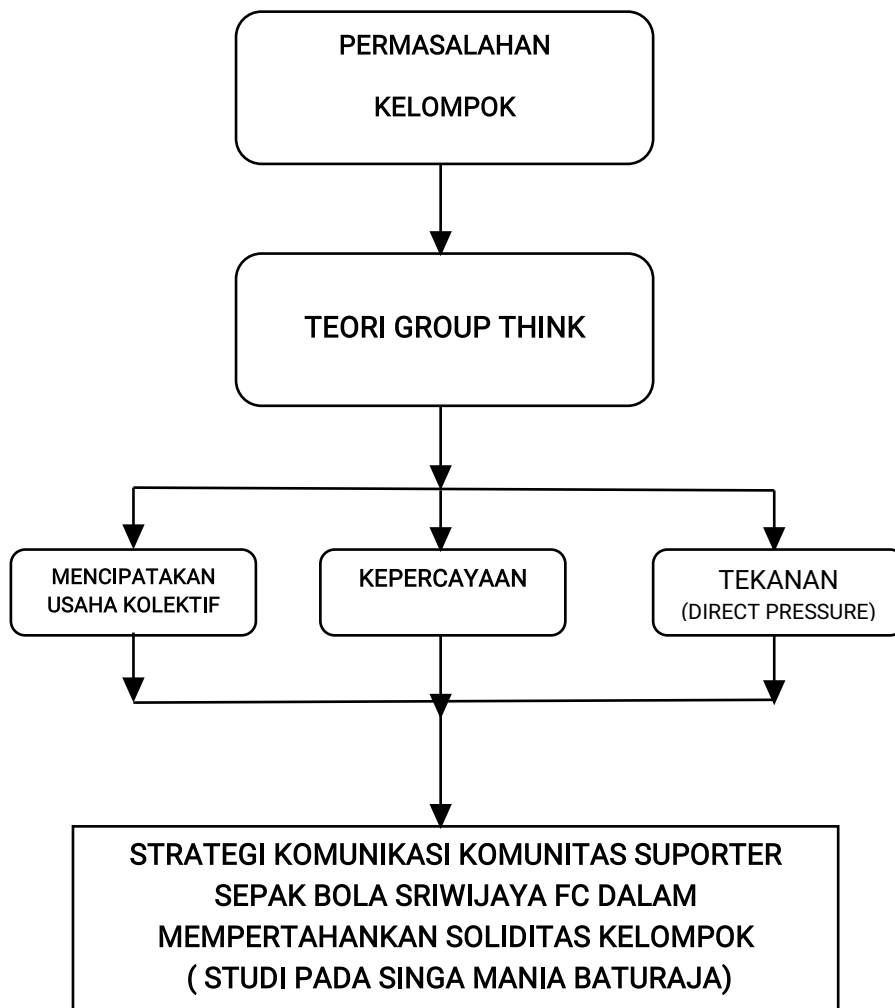 PERMASALAHAN
KELOMPOK
TEORI GROUP THINK
MENCIPATAKAN
USAHA KOLEKTIF
KEPERCAYAAN
TEKANAN
(DIRECT PRESSURE)
STRATEGI KOMUNIKASI KOMUNITAS SUPORTER
SEPAK BOLA SRIWIJAYA FC DALAM
MEMPERTAHANKAN SOLIDITAS KELOMPOK
( STUDI PADA SINGA MANIA BATURAJA)